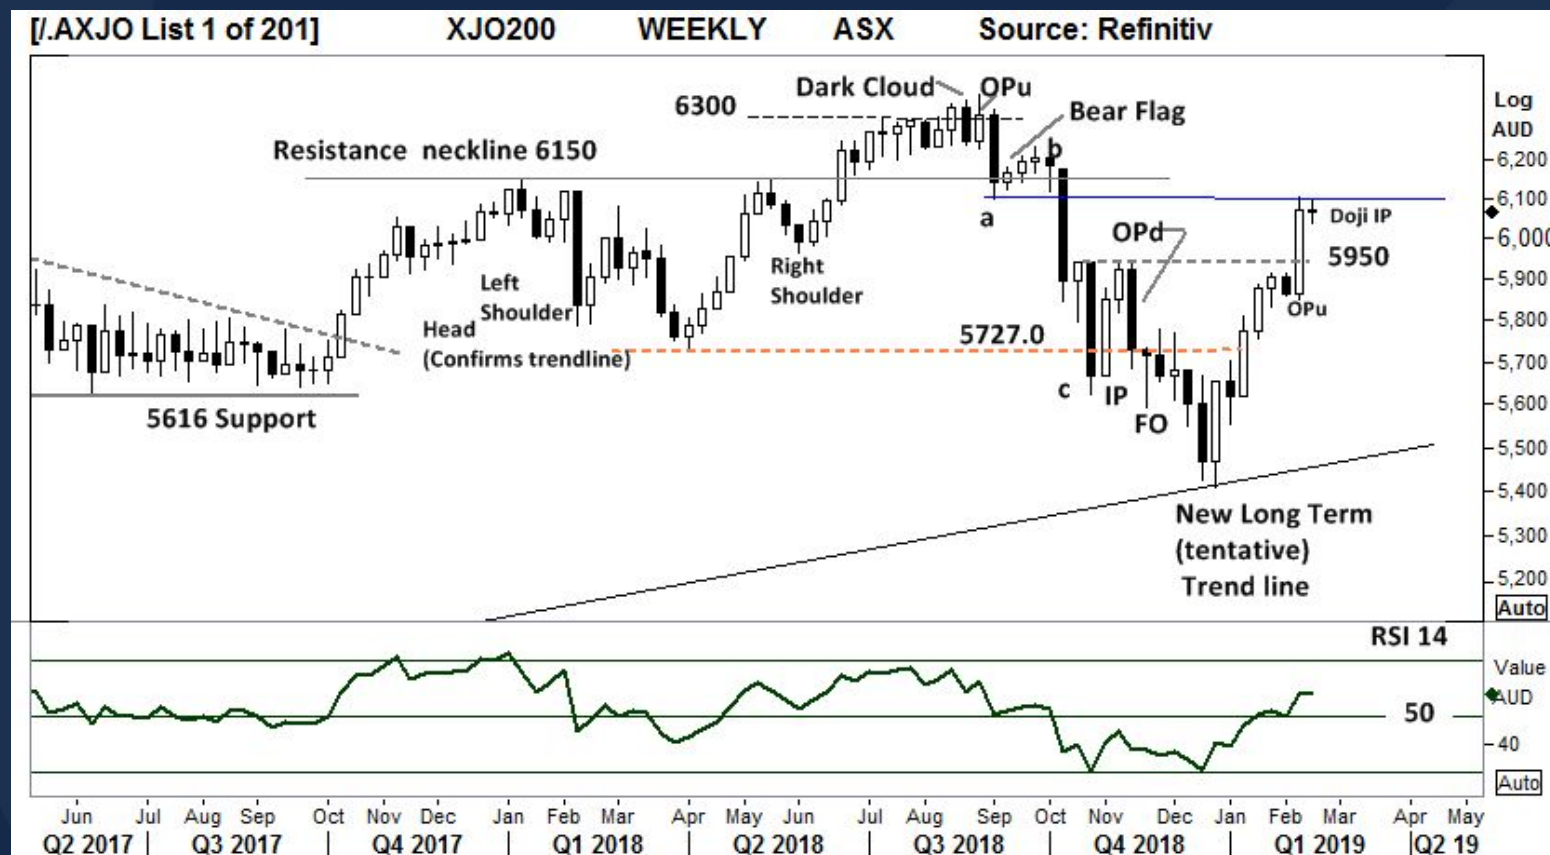 [/.AXJO List 1 of 201] XJO200 WEEKLY ASX Source: Refinitiv
Dark Cloud OPu
6300
Bear Flag
Log
AUD
Resistance neckline 6150
b
6,200
6,100
a
Doji IP
OPd
6,000
5950
5,900
Right
Shoulder
Left
Shoulder
OPu
5,800
Head
(Confirms trendline)
5727.0
5,700
c IP
5,600
FO
5616 Support
5,500
5,400
New Long Term
(tentative)
Trend line
5,300
5,200
Auto
RSI 14
Value
AUD
50
40
Auto
Jun Jul Aug Sep Oct Nov Dec Jan Feb Mar Apr May Jun Jul Aug Sep Oct Nov Dec Jan Feb Mar Apr May
Q2 2017 Q3 2017 Q4 2017 Q1 2018 Q2 2018 Q3 2018 Q4 2018 Q1 2019 Q2 19